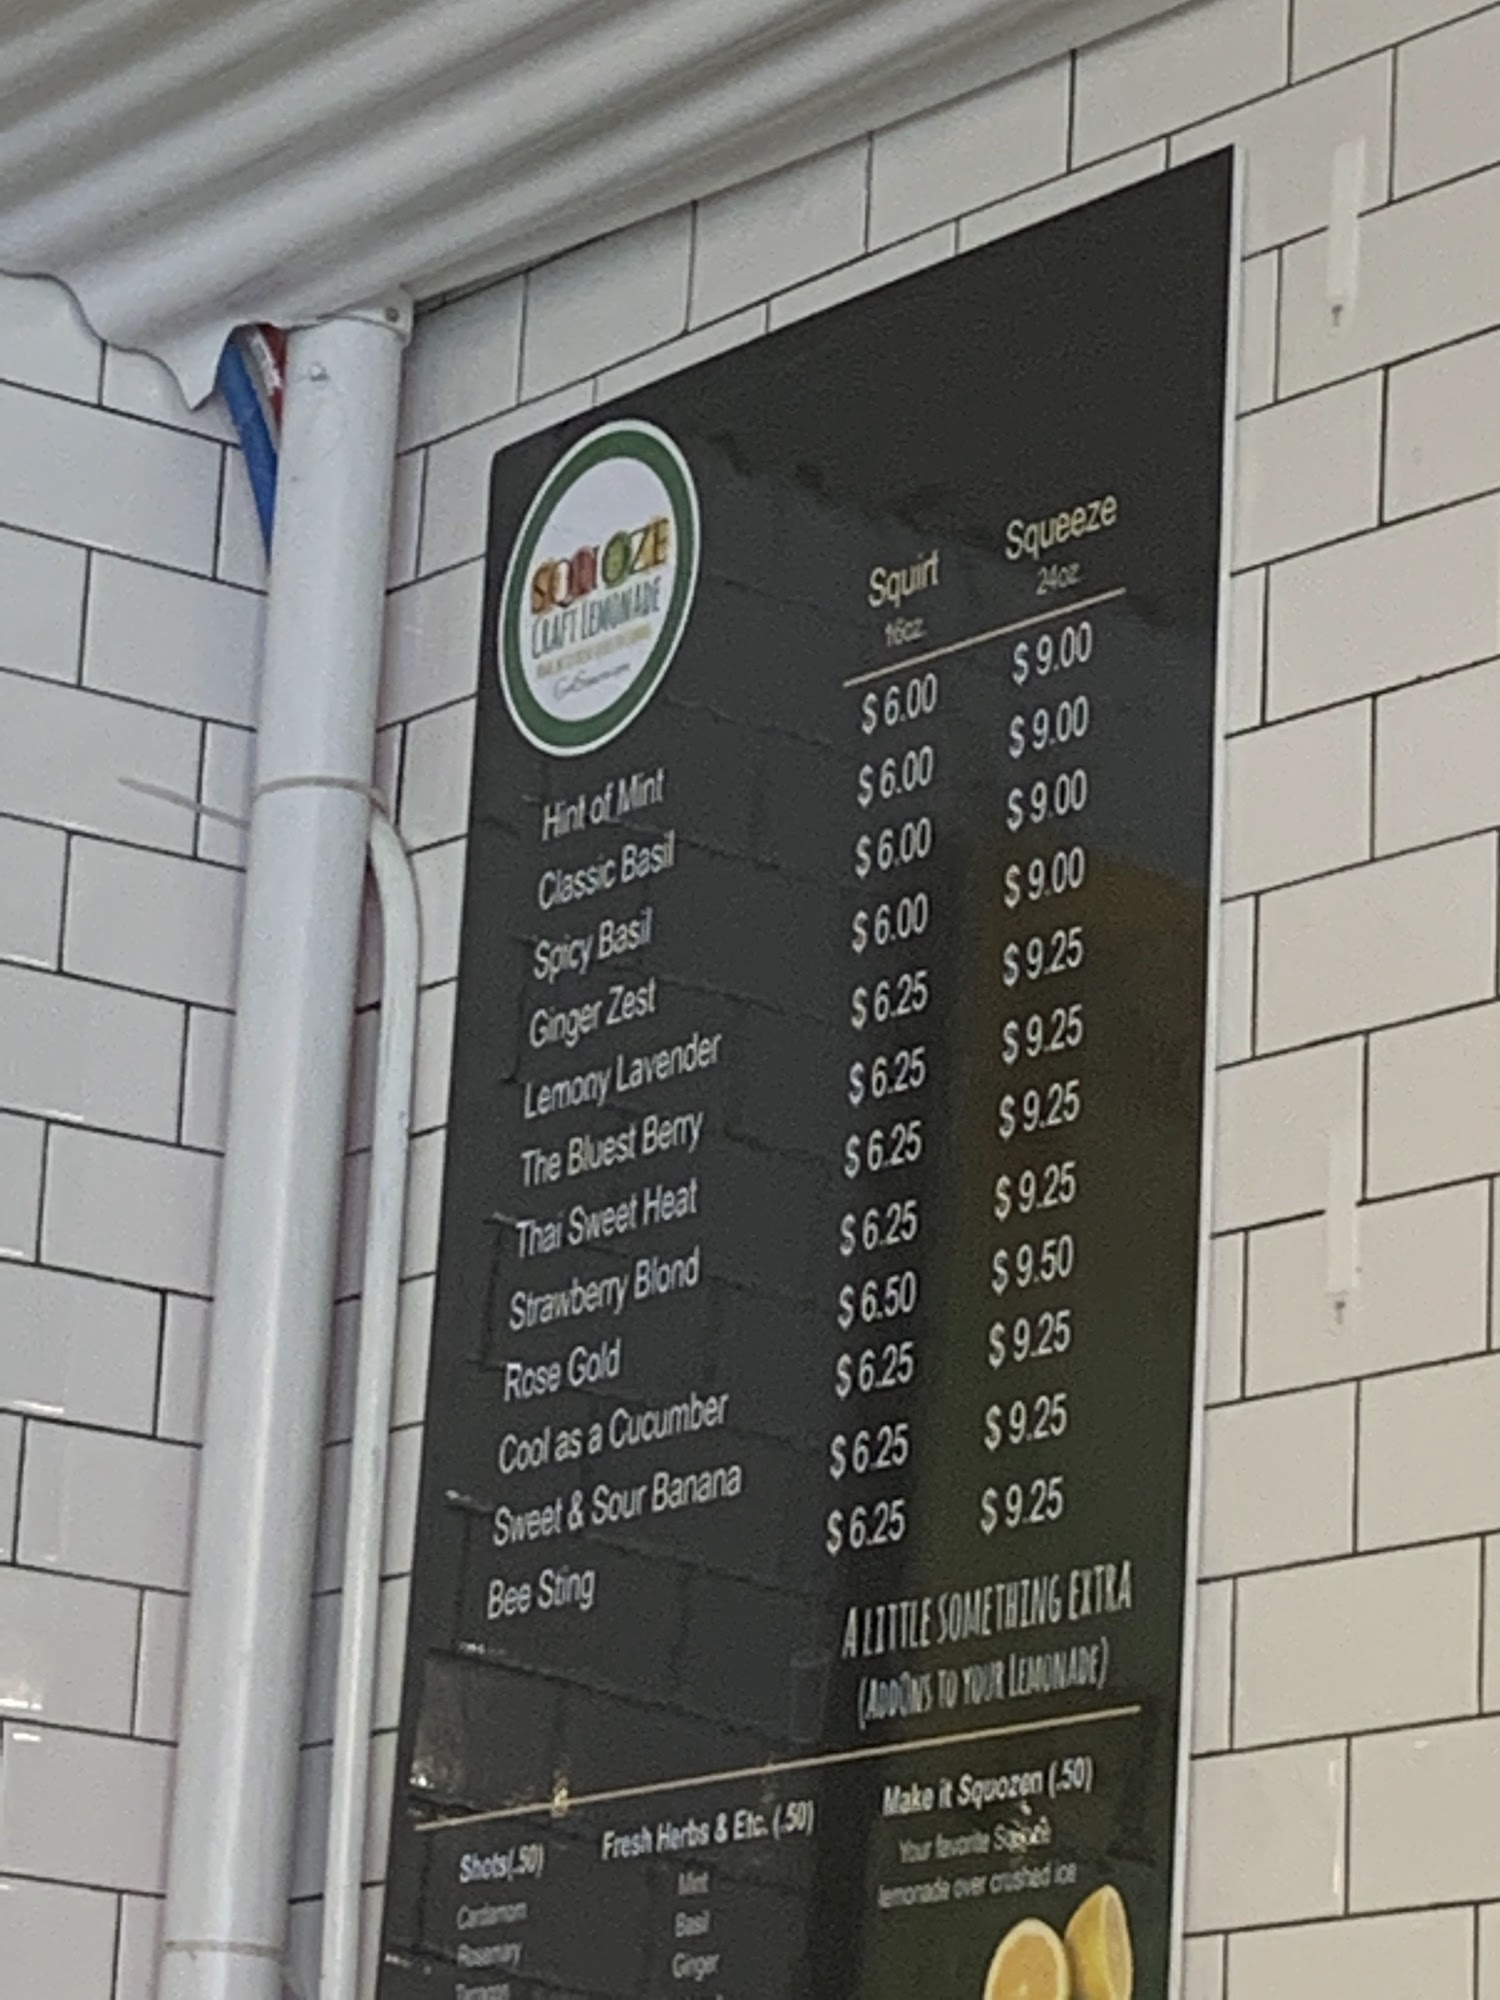 SQUOZE
CRAFT LEMONADE
Squirt Squeeze
16oz. 24oz.
Hint of Mint $ 6.00 $ 9.00
Classic Basil $ 6.00 $ 9.00
Spicy Basil $ 6.00 $ 9.00
Ginger Zest $ 6.00 $ 9.00
Lemony Lavender $ 6.25 $ 9.25
The Bluest Berry $ 6.25 $ 9.25
Thai Sweet Heat $ 6.25 $ 9.25
Strawberry Blond $ 6.25 $ 9.25
Rose Gold $ 6.50 $ 9.50
Cool as a Cucumber $ 6.25 $ 9.25
Sweet & Sour Banana $ 6.25 $ 9.25
Bee Sting $ 6.25 $ 9.25
A LITTLE SOMETHING EXTRA
(ADDONS TO YOUR LEMONADE)
Shots(.50)
Cardamom
Rosemary
Tarragon
Fresh Herbs & Etc. (.50)
Mint
Basil
Ginger
Make it Squozen (.50)
Your favorite
lemonade over crushed ice